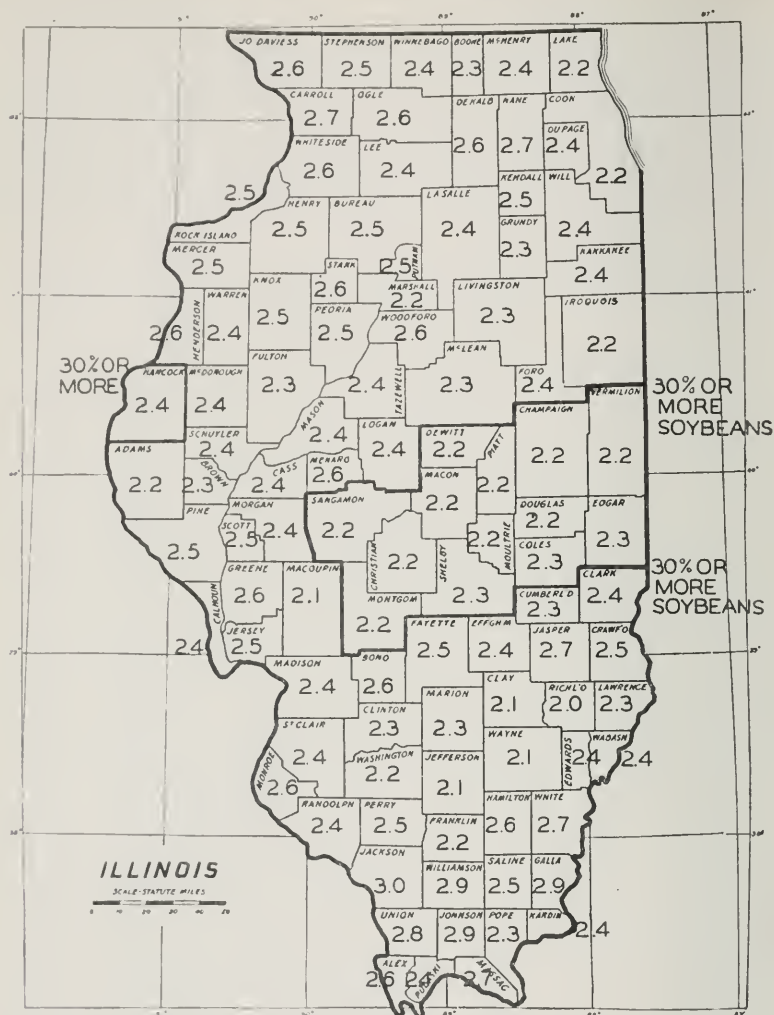 91° 90° 89° 88° 87°
JO DAVIESS STEPHENSON WINNEBAGO BOONE McHENRY LAKE
2.6 2.5 2.4 2.3 2.4 2.2
CARROLL OGLE DEKALB KANE COOK
2.7 2.6 2.6 2.7 2.2
DUPAGE
2.4
WHITESIDE LEE
2.6 2.4
KENDALL WILL
2.5 2.4
2.5
HENRY BUREAU LASALLE
2.5 2.5 2.4
GRUNDY
2.3
ROCK ISLAND
MERCER
2.5
KANKAKEE
2.4
STARK PUTNAM
2.6 2.5
MARSHALL
2.2
KNOX PEORIA WOODFORD LIVINGSTON IROQUOIS
2.5 2.5 2.6 2.3 2.2
HENDERSON WARREN
2.6 2.4
30% OR
MORE
HANCOCK McDONOUGH FULTON TAZEWELL McLEAN FORD
2.4 2.4 2.3 2.4 2.3 2.4
30% OR
MORE
SOYBEANS
CHAMPAIGN VERMILION
2.2 2.2
MASON LOGAN DEWITT PIATT
2.4 2.4 2.2 2.2
ADAMS SCHUYLER BROWN CASS MENARD MACON
2.2 2.4 2.3 2.4 2.6 2.2
PIKE SCOTT MORGAN SANGAMON
2.5 2.5 2.4 2.2
DOUGLAS EDGAR
2.2 2.3
CHRISTIAN MOULTRIE COLES
2.2 2.2 2.3
30% OR
MORE
SOYBEANS
GREENE MACOUPIN SHELBY CUMBERL'D CLARK
2.6 2.1 2.3 2.3 2.4
CALHOUN JERSEY MONTGOM
2.4 2.5 2.2
FAYETTE EFFGHM JASPER CRAWF'D
2.5 2.4 2.7 2.5
MADISON BOND
2.4 2.6
CLAY RICHL'D LAWRENCE
2.1 2.0 2.3
CLINTON MARION
2.3 2.3
ST CLAIR WASHINGTON JEFFERSON WAYNE EDWARDS WABASH
2.4 2.2 2.1 2.1 2.4 2.4
MONROE RANDOLPH PERRY HAMILTON WHITE
2.6 2.4 2.5 2.6 2.7
FRANKLIN
2.2
JACKSON WILLIAMSON SALINE GALLA
3.0 2.9 2.5 2.9
UNION JOHNSON POPE HARDIN
2.8 2.9 2.3 2.4
ALEX PULASKI MASSAC
2.6
ILLINOIS
SCALE-STATUTE MILES
0 10 20 30 40 50